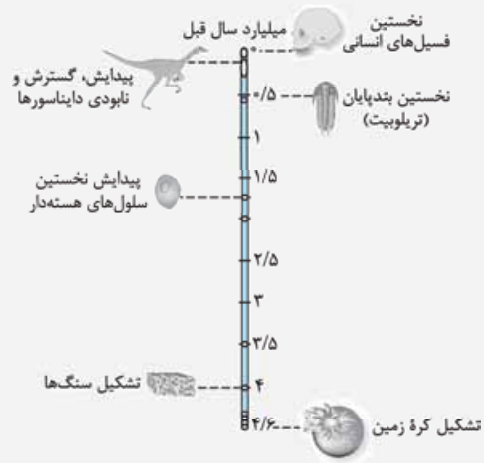 میلیارد سال قبل
نخستین
فسیل‌های انسانی
۰
پیدایش، گسترش و
نابودی دایناسورها
۰/۵
نخستین بندپایان
(تریلوبیت)
۱
۱/۵
پیدایش نخستین
سلول‌های هسته‌دار
۲/۵
۳
۳/۵
تشکیل سنگ‌ها
۴
۴/۶
تشکیل کرهٔ زمین